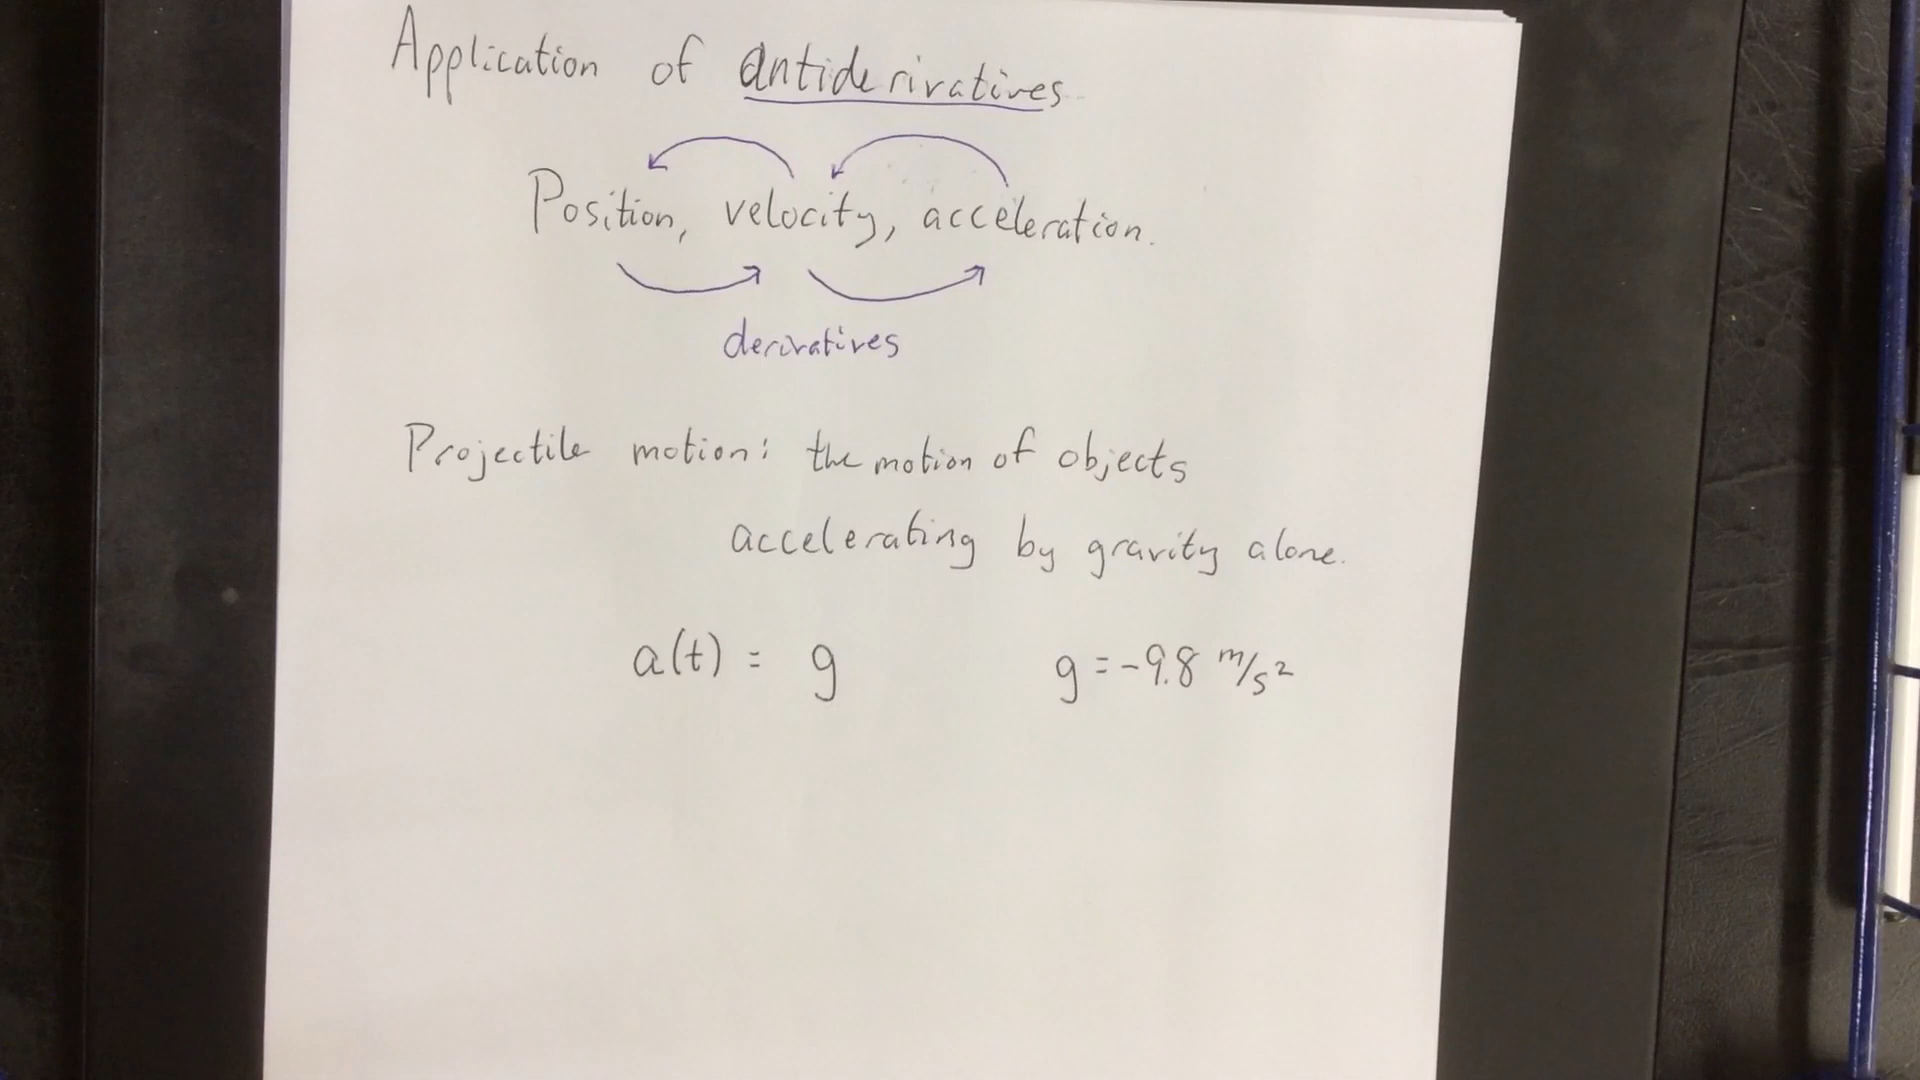 Application of antiderivatives
Position, velocity, acceleration.
derivatives
Projectile motion: the motion of objects
accelerating by gravity alone.
a(t) = g g = -9.8 m/s²